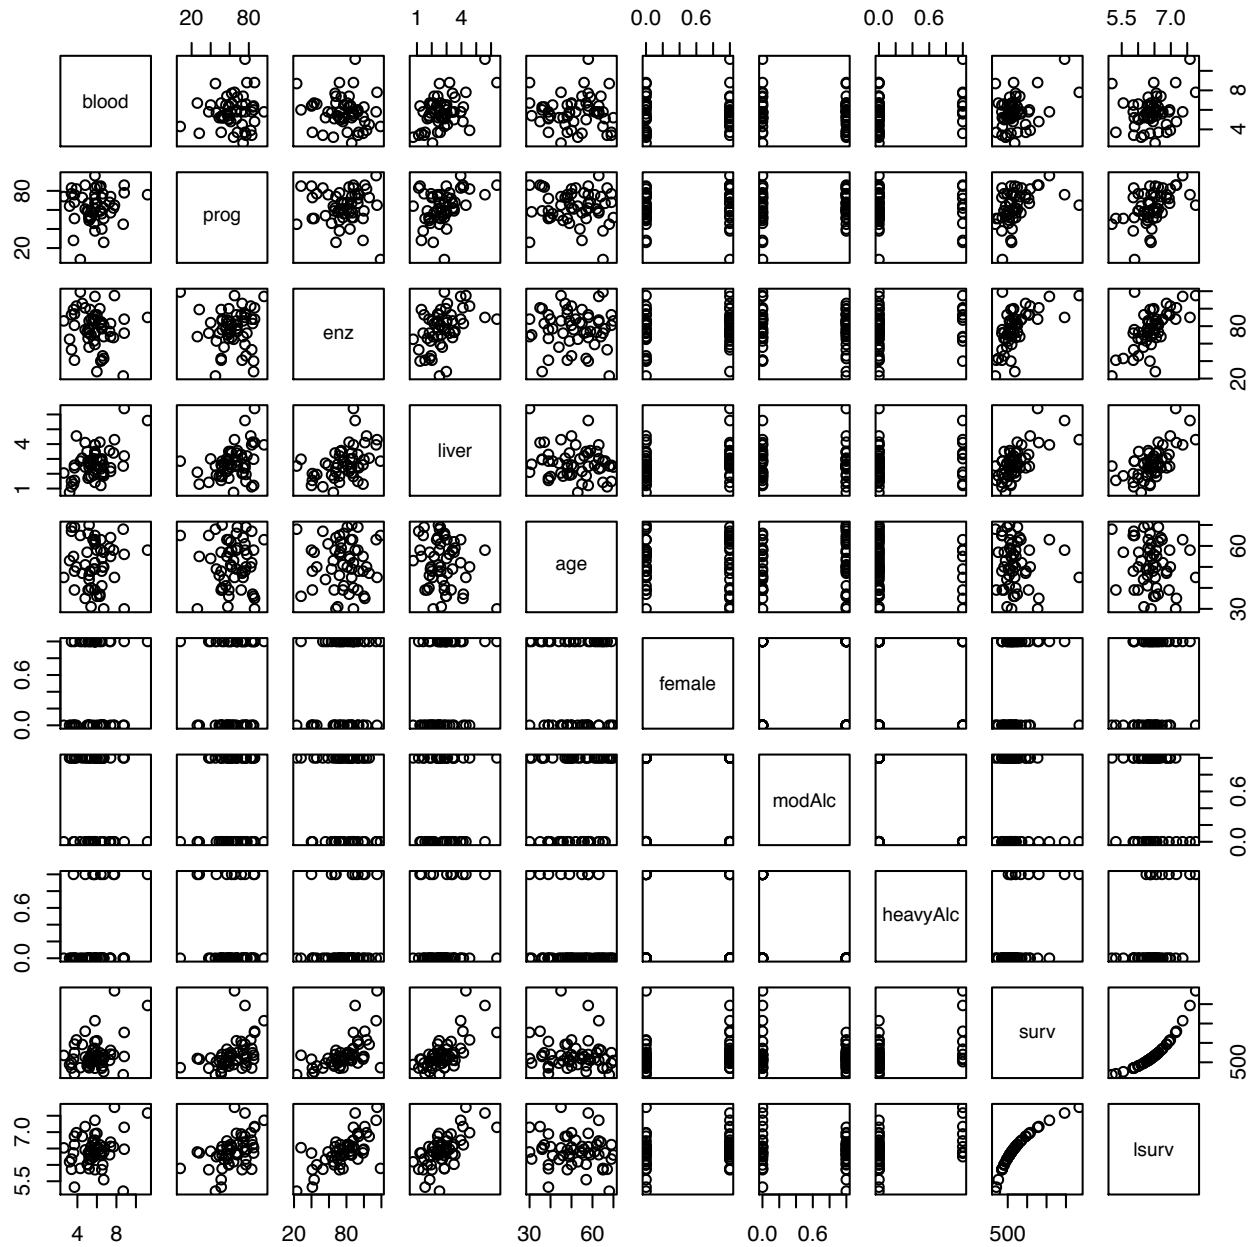 20 80 1 4 0.0 0.6 0.0 0.6 5.5 7.0
blood 4 8
20 80 prog
enz 20 80
1 4 liver
age 30 60
0.0 0.6 female
modAlc 0.0 0.6
0.0 0.6 heavyAlc
surv 500
5.5 7.0 lsurv
4 8 20 80 30 60 0.0 0.6 500